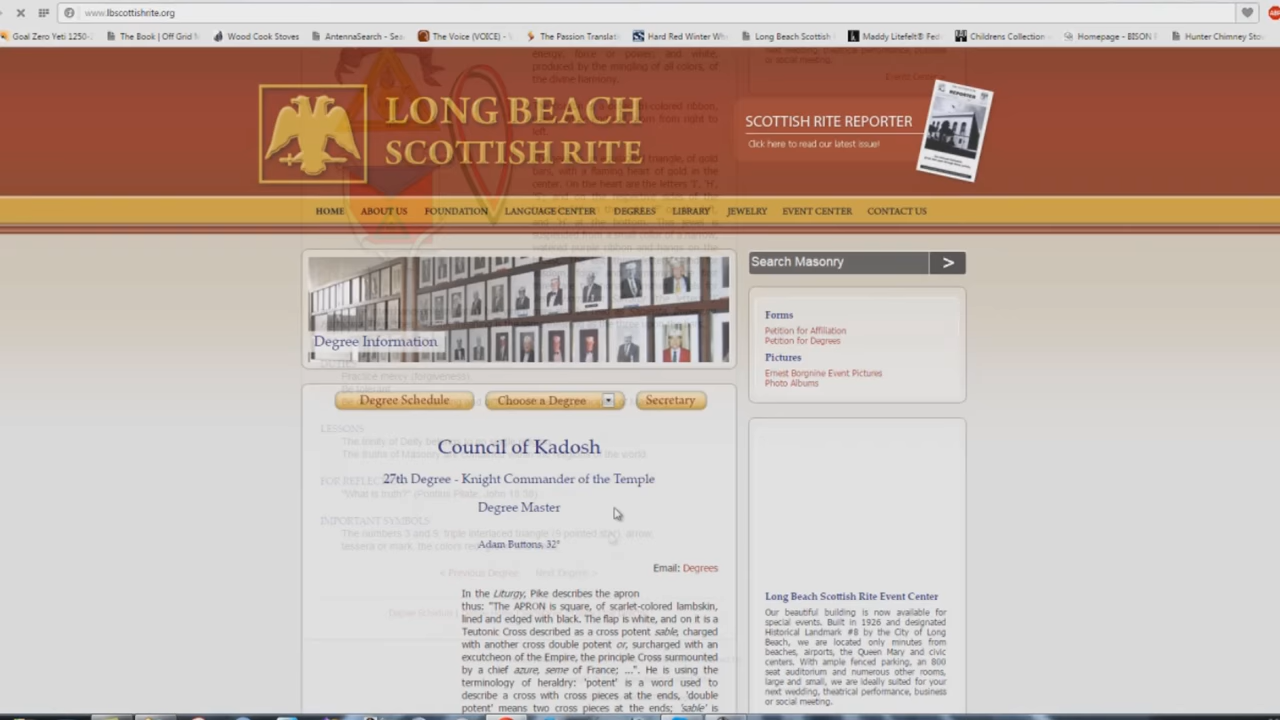 www.lbscottishrite.org
Goal Zero Yeti 1250- The Book | Off Grid Wood Cook Stoves AntennaSearch - Sea The Voice (VOICE) - The Passion Translat Hard Red Winter Wh Long Beach Scottish Maddy Litefelt® Fed Childrens Collection Homepage - BISON Hunter Chimney Sto
LONG BEACH
SCOTTISH RITE
SCOTTISH RITE REPORTER
Click here to read our latest issue!
REPORTER
HOME ABOUT US FOUNDATION LANGUAGE CENTER DEGREES LIBRARY JEWELRY EVENT CENTER CONTACT US
Degree Information
Search Masonry >
Forms
Petition for Affiliation
Petition for Degrees
Pictures
Ernest Borgnine Event Pictures
Photo Albums
Degree Schedule Choose a Degree Secretary
Council of Kadosh
27th Degree - Knight Commander of the Temple
Degree Master
Adam Buttons, 32°
Email: Degrees
In the Liturgy, Pike describes the apron
thus: "The APRON is square, of scarlet-colored lambskin,
lined and edged with black. The flap is white, and on it is a
Teutonic Cross described as a cross potent sable, charged
with another cross double potent or, surcharged with an
excutcheon of the Empire, the principle Cross surmounted
by a chief azure, seme of France; ...". He is using the
terminology of heraldry: 'potent' is a word used to
describe a cross with cross pieces at the ends, 'double
potent' means two cross pieces at the ends; 'sable' is
Long Beach Scottish Rite Event Center
Our beautiful building is now available for
special events. Built in 1926 and designated
Historical Landmark #8 by the City of Long
Beach, we are located only minutes from
beaches, airports, the Queen Mary and civic
centers. With ample fenced parking, an 800
seat auditorium and numerous other rooms,
large and small, we are ideally suited for your
next wedding, theatrical performance, business
or social meeting.
LESSONS
IMPORTANT SYMBOLS
< Previous Degree Next Degree >